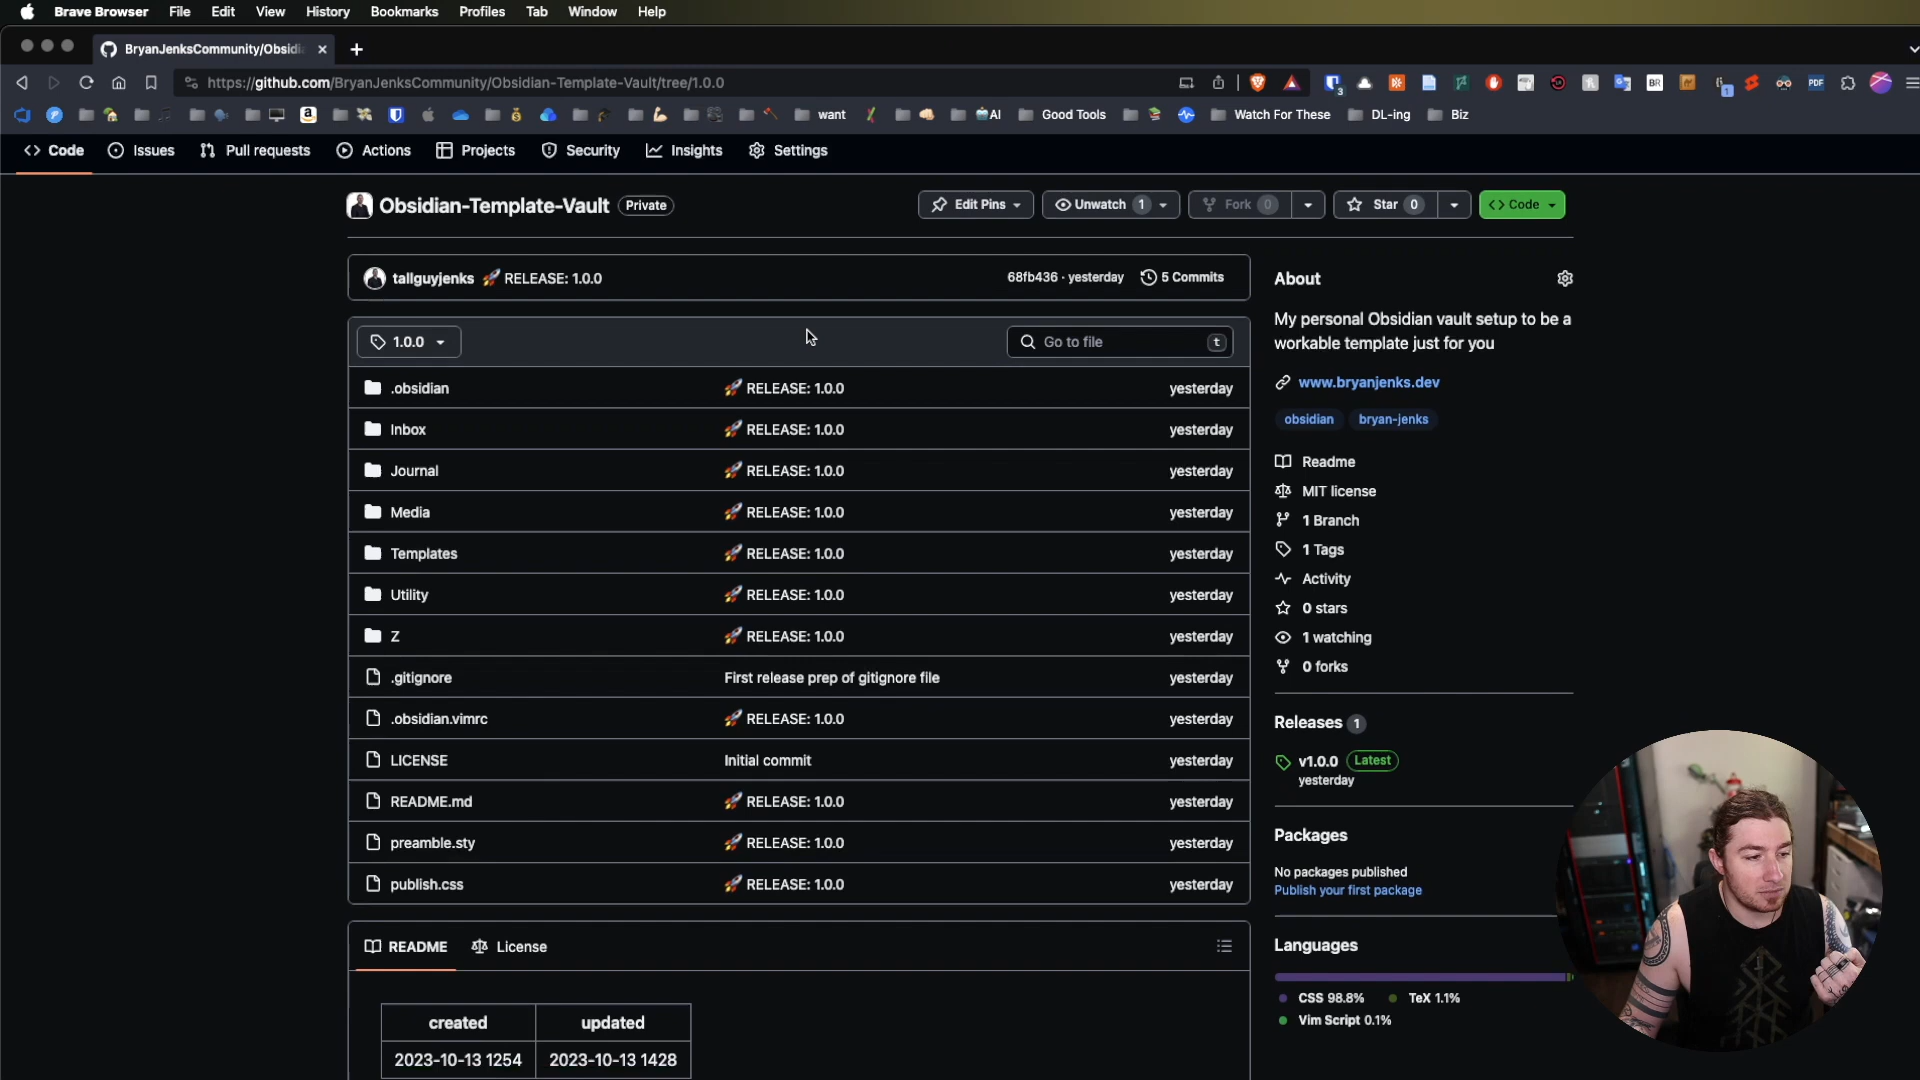 Brave Browser File Edit View History Bookmarks Profiles Tab Window Help
BryanJenksCommunity/Obsidi
https://github.com/BryanJenksCommunity/Obsidian-Template-Vault/tree/1.0.0
want AI Good Tools Watch For These DL-ing Biz
Code Issues Pull requests Actions Projects Security Insights Settings
Obsidian-Template-Vault Private Edit Pins Unwatch 1 Fork 0 Star 0 Code
tallguyjenks 🚀 RELEASE: 1.0.0 68fb436 · yesterday 5 Commits
1.0.0 Go to file t
.obsidian 🚀 RELEASE: 1.0.0 yesterday
Inbox 🚀 RELEASE: 1.0.0 yesterday
Journal 🚀 RELEASE: 1.0.0 yesterday
Media 🚀 RELEASE: 1.0.0 yesterday
Templates 🚀 RELEASE: 1.0.0 yesterday
Utility 🚀 RELEASE: 1.0.0 yesterday
Z 🚀 RELEASE: 1.0.0 yesterday
.gitignore First release prep of gitignore file yesterday
.obsidian.vimrc 🚀 RELEASE: 1.0.0 yesterday
LICENSE Initial commit yesterday
README.md 🚀 RELEASE: 1.0.0 yesterday
preamble.sty 🚀 RELEASE: 1.0.0 yesterday
publish.css 🚀 RELEASE: 1.0.0 yesterday
README License
created updated
2023-10-13 1254 2023-10-13 1428
About
My personal Obsidian vault setup to be a
workable template just for you
www.bryanjenks.dev
obsidian bryan-jenks
Readme
MIT license
1 Branch
1 Tags
Activity
0 stars
1 watching
0 forks
Releases 1
v1.0.0 Latest
yesterday
Packages
No packages published
Publish your first package
Languages
CSS 98.8% TeX 1.1%
Vim Script 0.1%